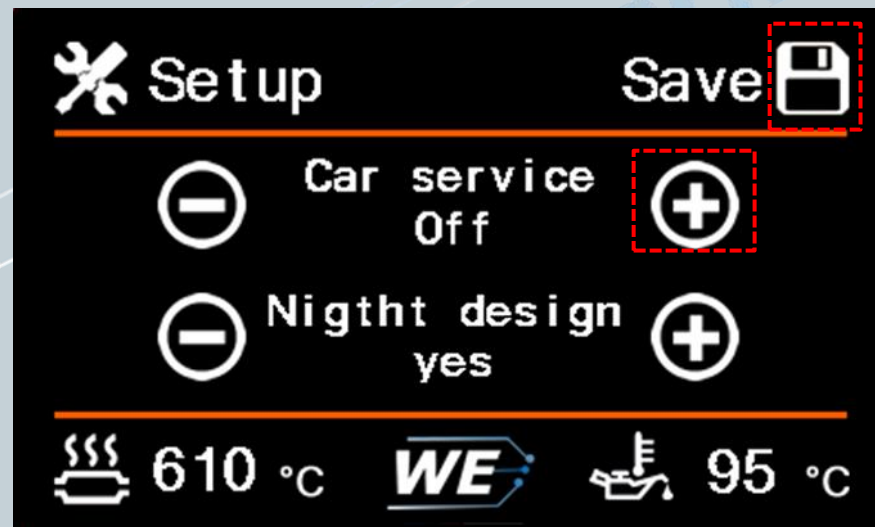 Setup Save
Car service
Off
Nigtht design
yes
610 °C WE 95 °C